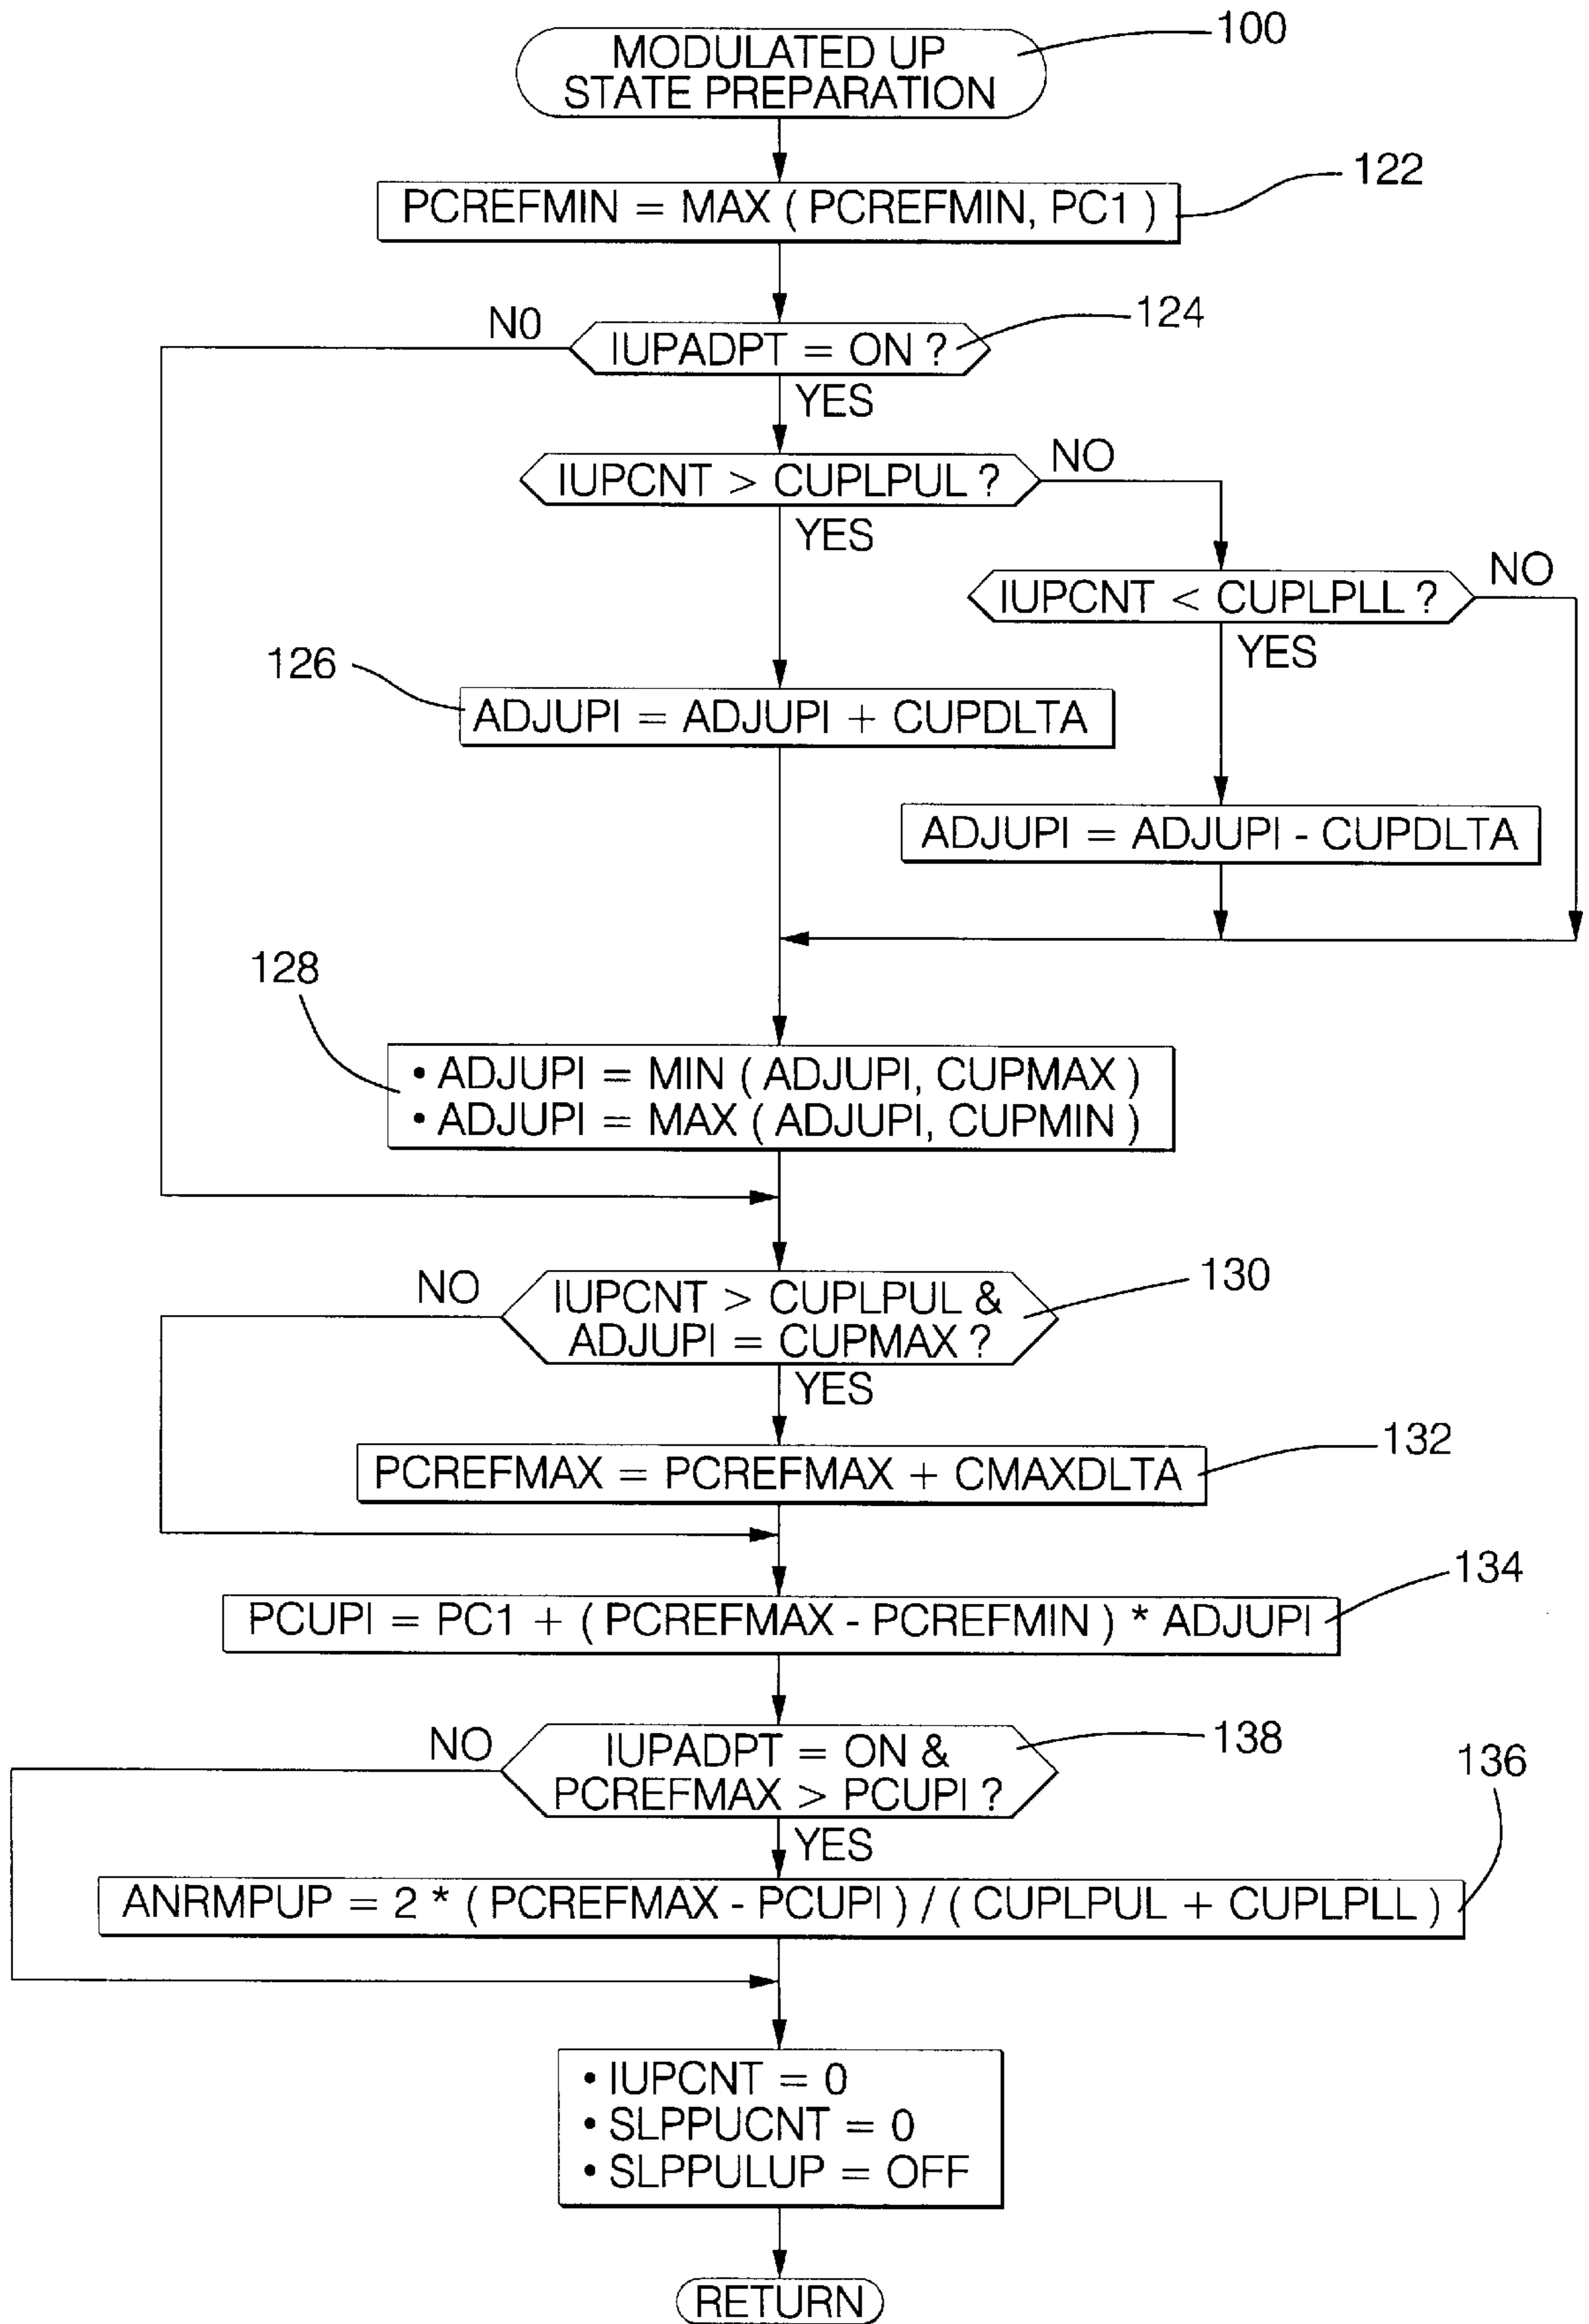 100
MODULATED UP
STATE PREPARATION
122
PCREFMIN = MAX ( PCREFMIN, PC1 )
124
NO
IUPADPT = ON ?
YES
IUPCNT > CUPLPUL ?
NO
YES
IUPCNT < CUPLPLL ?
NO
YES
126
ADJUPI = ADJUPI + CUPDLTA
ADJUPI = ADJUPI - CUPDLTA
128
• ADJUPI = MIN ( ADJUPI, CUPMAX )
• ADJUPI = MAX ( ADJUPI, CUPMIN )
130
NO
IUPCNT > CUPLPUL &
ADJUPI = CUPMAX ?
YES
132
PCREFMAX = PCREFMAX + CMAXDLTA
134
PCUPI = PC1 + ( PCREFMAX - PCREFMIN ) * ADJUPI
138
NO
IUPADPT = ON &
PCREFMAX > PCUPI ?
136
YES
ANRMPUP = 2 * ( PCREFMAX - PCUPI ) / ( CUPLPUL + CUPLPLL )
• IUPCNT = 0
• SLPPUCNT = 0
• SLPPULUP = OFF
RETURN